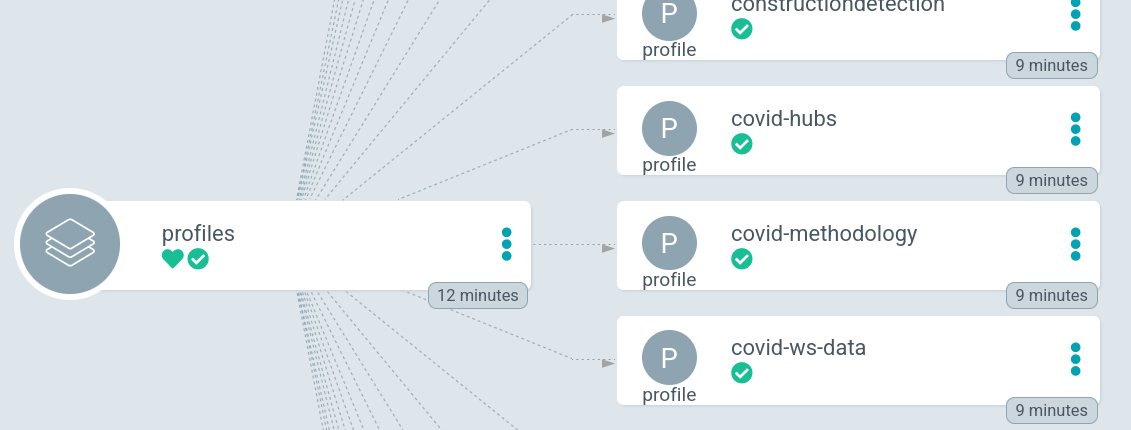 constructiondetection
P
profile
9 minutes
covid-hubs
P
profile
9 minutes
profiles
12 minutes
covid-methodology
P
profile
9 minutes
covid-ws-data
P
profile
9 minutes